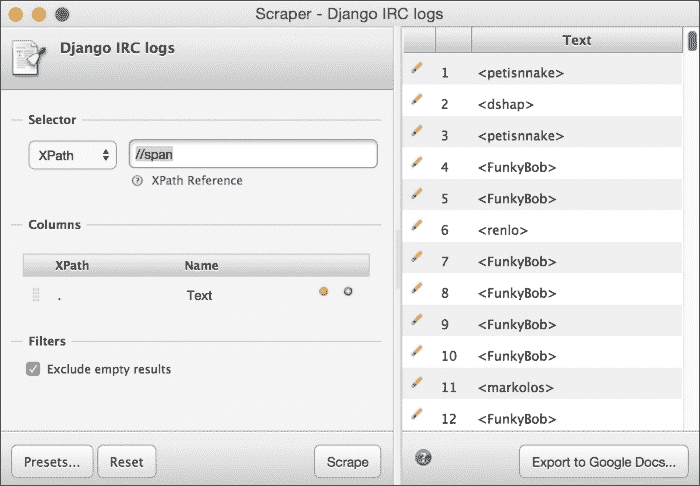 Scraper - Django IRC logs
Django IRC logs
Selector
XPath
//span
? XPath Reference
Columns
XPath Name
. Text
Filters
Exclude empty results
Presets... Reset Scrape
Text
1 <petisnnake>
2 <dshap>
3 <petisnnake>
4 <FunkyBob>
5 <FunkyBob>
6 <renlo>
7 <FunkyBob>
8 <FunkyBob>
9 <FunkyBob>
10 <FunkyBob>
11 <markolos>
12 <FunkyBob>
? Export to Google Docs...